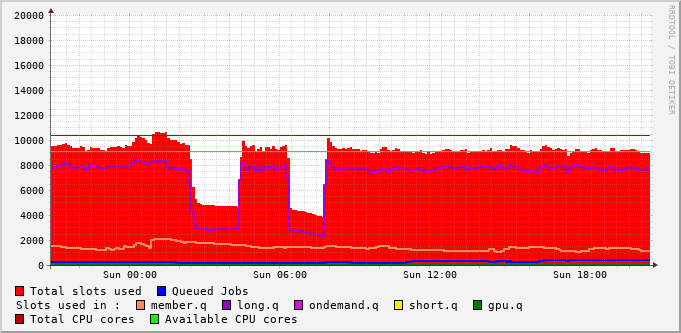 20000
18000
16000
14000
12000
10000
8000
6000
4000
2000
0
Sun 00:00 Sun 06:00 Sun 12:00 Sun 18:00
Total slots used Queued Jobs
Slots used in : member.q long.q ondemand.q short.q gpu.q
Total CPU cores Available CPU cores
RRDTOOL / TOBI OETIKER